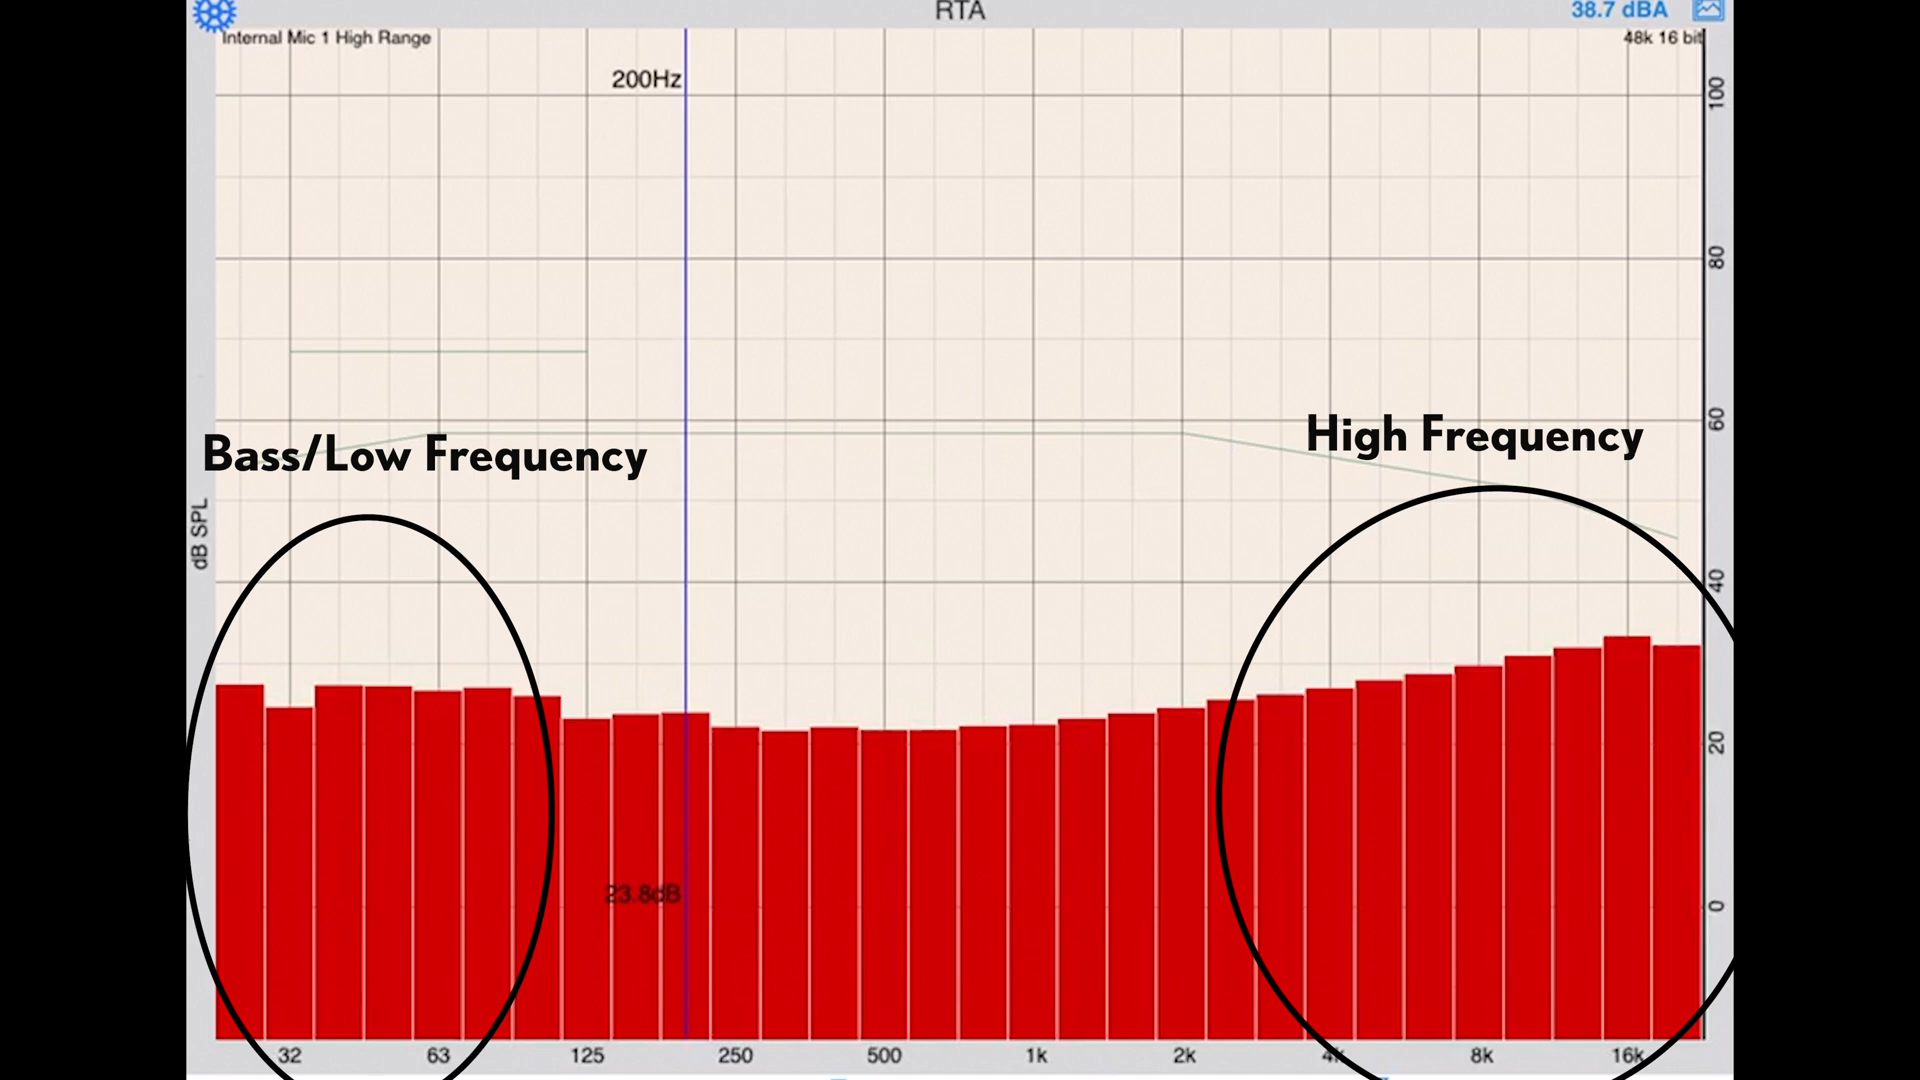 RTA
38.7 dBA
Internal Mic 1 High Range
48k 16 bit
200Hz
100
80
60
40
20
0
dB SPL
Bass/Low Frequency
High Frequency
23.8dB
32 63 125 250 500 1k 2k 4k 8k 16k